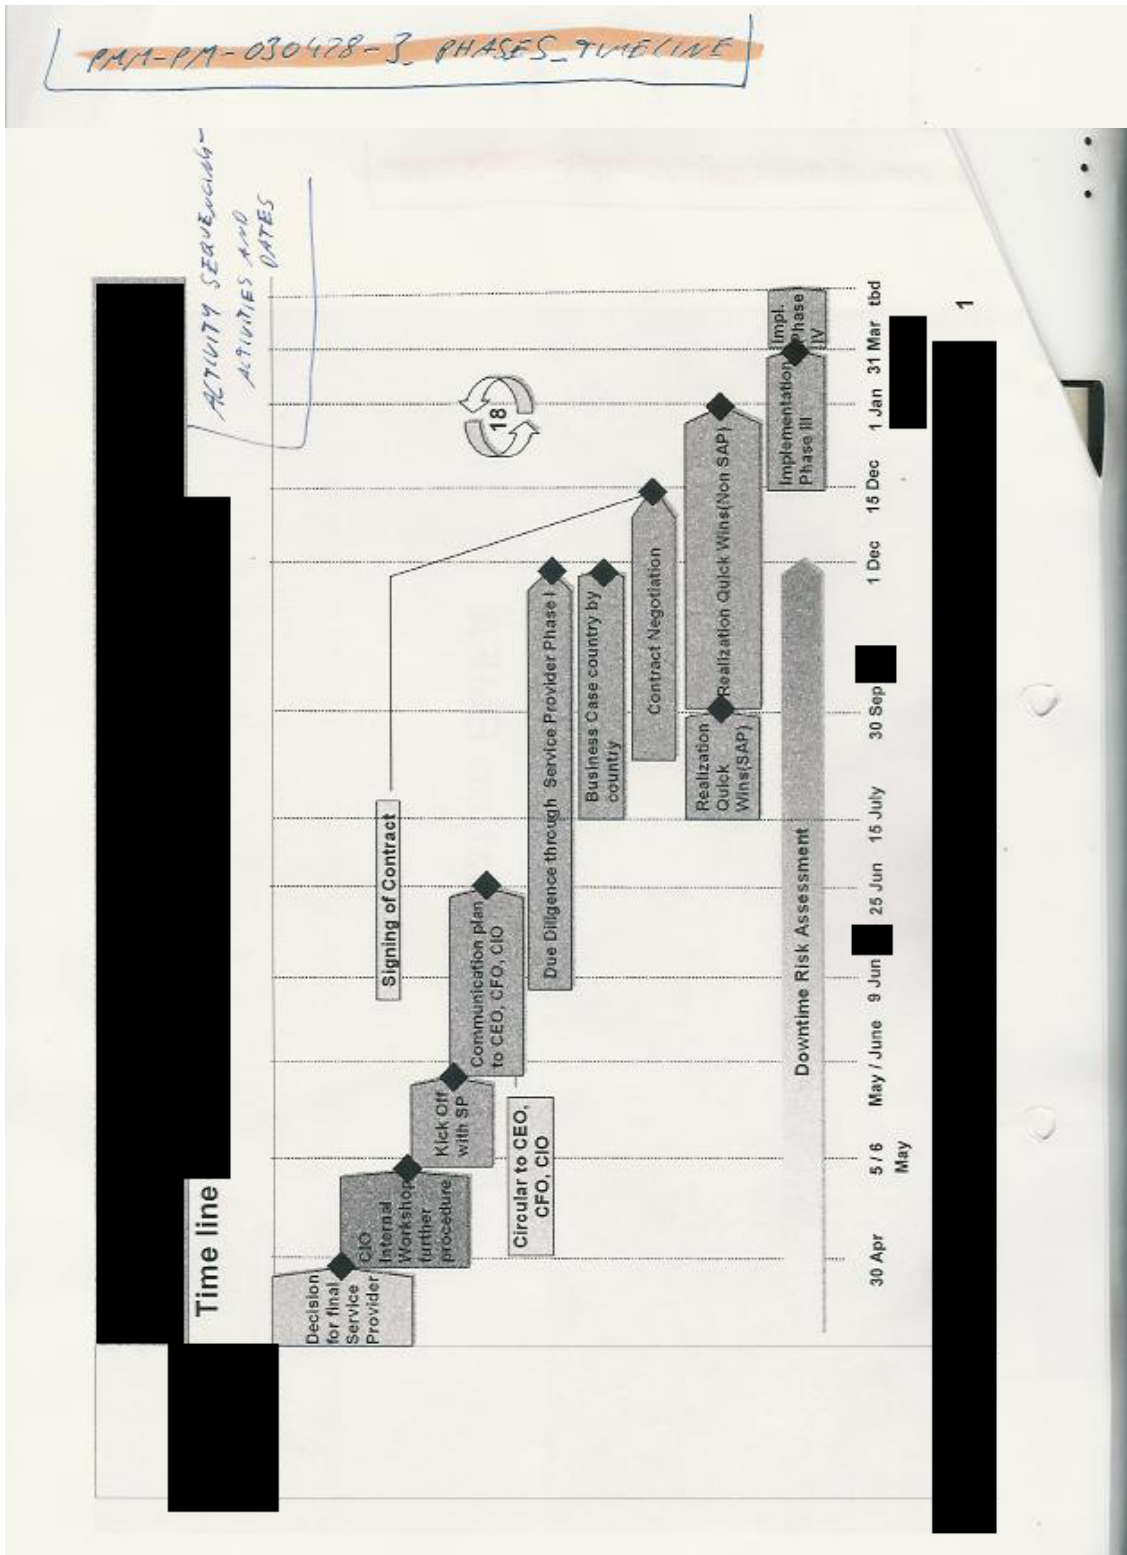 PMM-PM-030428-3_PHASES_TIMELINE
ACTIVITY SEQUENCING-
ACTIVITIES AND
DATES
Time line
Decision
for final
Service
Provider
CIO
Internal
Workshop
further
procedure
Kick Off
with SP
Circular to CEO,
CFO, CIO
Communication plan
to CEO, CFO, CIO
Signing of Contract
Due Diligence through Service Provider Phase I
Business Case country by
country
Contract Negotiation
Realization
Quick
Wins(SAP)
Realization Quick Wins(Non SAP)
18
Implementation
Phase III
Impl.
Phase
IV
Downtime Risk Assessment
30 Apr
5 / 6
May
May / June
9 Jun
25 Jun
15 July
30 Sep
1 Dec
15 Dec
1 Jan
31 Mar
tbd
1